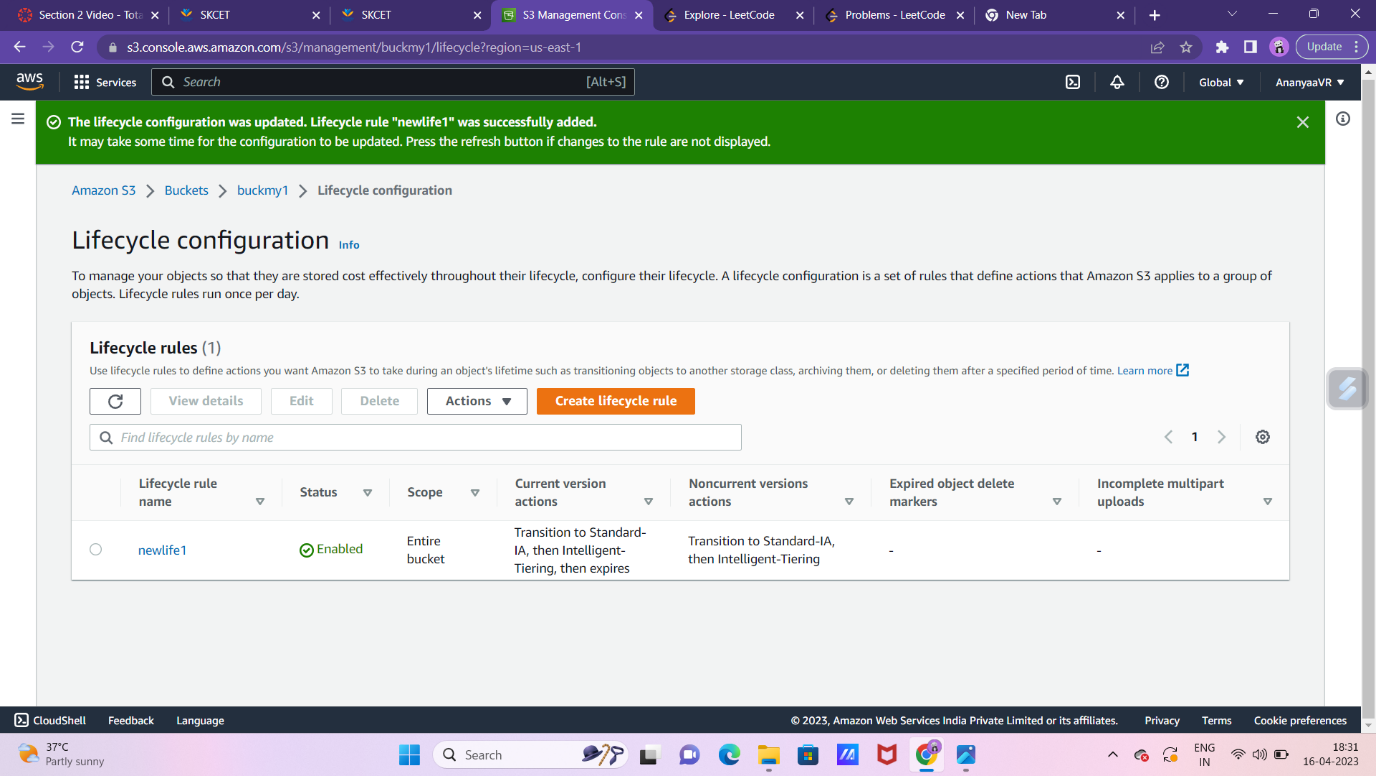 Section 2 Video - Tota
SKCET
SKCET
S3 Management Con
Explore - LeetCode
Problems - LeetCode
New Tab
s3.console.aws.amazon.com/s3/management/buckmy1/lifecycle?region=us-east-1
Update
aws
Services
Search
[Alt+S]
Global
AnanyaaVR
The lifecycle configuration was updated. Lifecycle rule "newlife1" was successfully added.
It may take some time for the configuration to be updated. Press the refresh button if changes to the rule are not displayed.
Amazon S3 > Buckets > buckmy1 > Lifecycle configuration
Lifecycle configuration Info
To manage your objects so that they are stored cost effectively throughout their lifecycle, configure their lifecycle. A lifecycle configuration is a set of rules that define actions that Amazon S3 applies to a group of
objects. Lifecycle rules run once per day.
Lifecycle rules (1)
Use lifecycle rules to define actions you want Amazon S3 to take during an object's lifetime such as transitioning objects to another storage class, archiving them, or deleting them after a specified period of time. Learn more
View details
Edit
Delete
Actions
Create lifecycle rule
Find lifecycle rules by name
1
Lifecycle rule
name
Status
Scope
Current version
actions
Noncurrent versions
actions
Expired object delete
markers
Incomplete multipart
uploads
newlife1
Enabled
Entire
bucket
Transition to Standard-
IA, then Intelligent-
Tiering, then expires
Transition to Standard-IA,
then Intelligent-Tiering
-
-
CloudShell
Feedback
Language
© 2023, Amazon Web Services India Private Limited or its affiliates.
Privacy
Terms
Cookie preferences
37°C
Partly sunny
Search
ENG
IN
18:31
16-04-2023